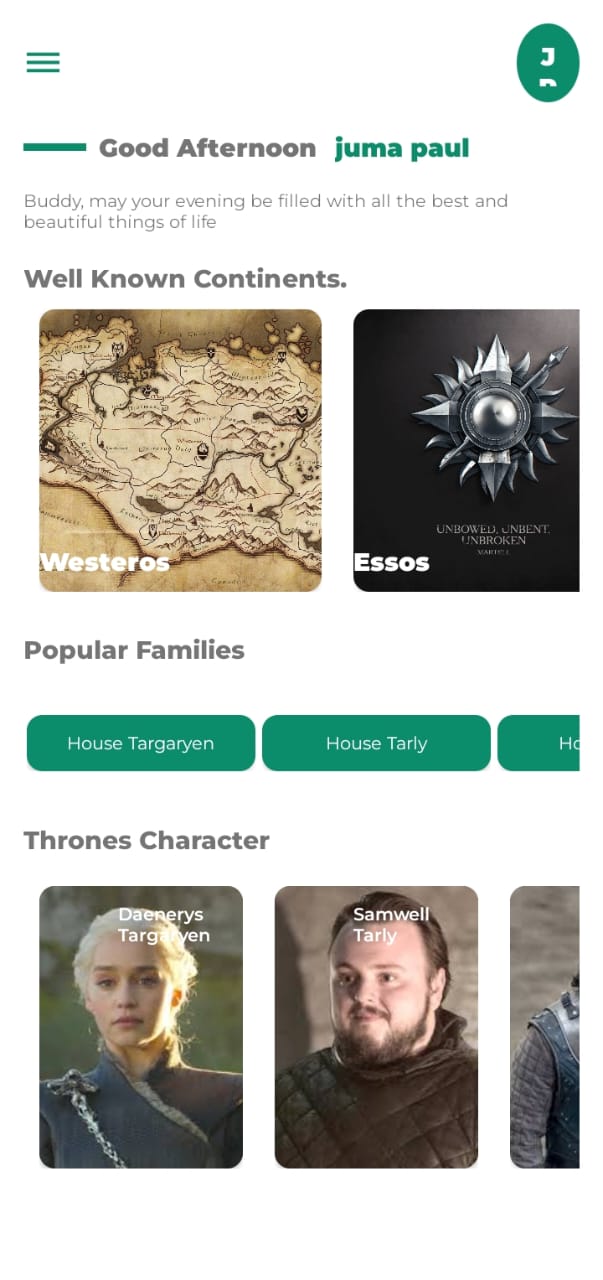 J
Good Afternoon juma paul
Buddy, may your evening be filled with all the best and
beautiful things of life
Well Known Continents.
Westeros
UNBOWED, UNBENT,
UNBROKEN
MARTELL
Essos
Popular Families
House Targaryen
House Tarly
Thrones Character
Daenerys
Targaryen
Samwell
Tarly